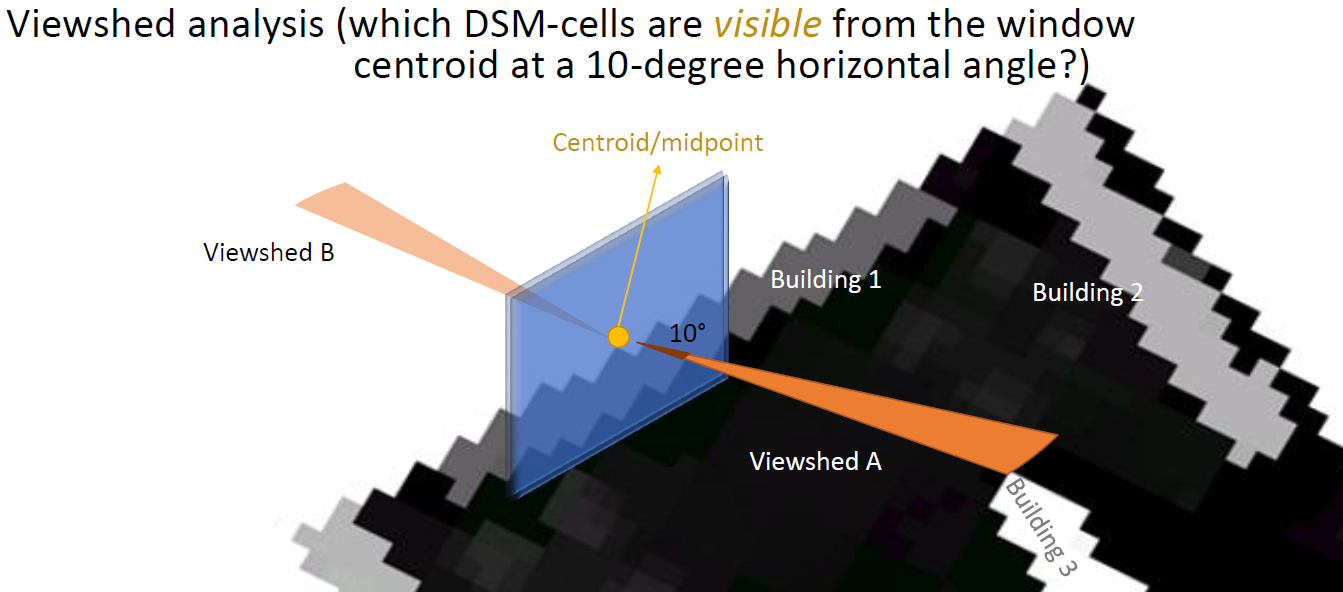 Viewshed analysis (which DSM-cells are visible from the window
centroid at a 10-degree horizontal angle?)
Centroid/midpoint
Viewshed B
Building 1
Building 2
10°
Viewshed A
Building 3